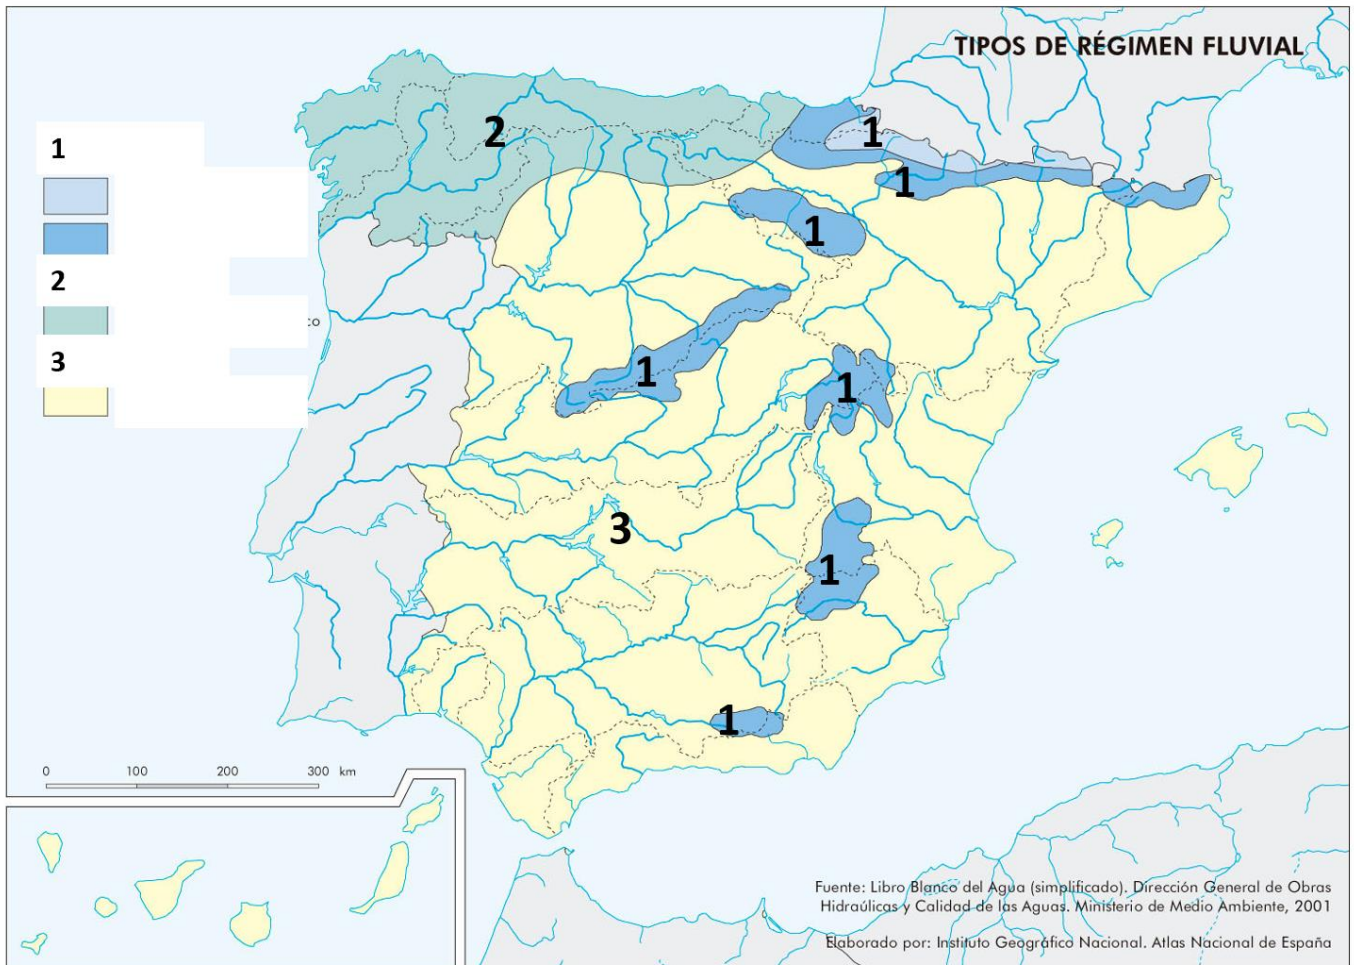 TIPOS DE RÉGIMEN FLUVIAL
1
2
1
1
1
co
2
3
1
1
3
1
1
0 100 200 300 km
Fuente: Libro Blanco del Agua (simplificado). Dirección General de Obras
Hidraúlicas y Calidad de las Aguas. Ministerio de Medio Ambiente, 2001
Elaborado por: Instituto Geográfico Nacional. Atlas Nacional de España